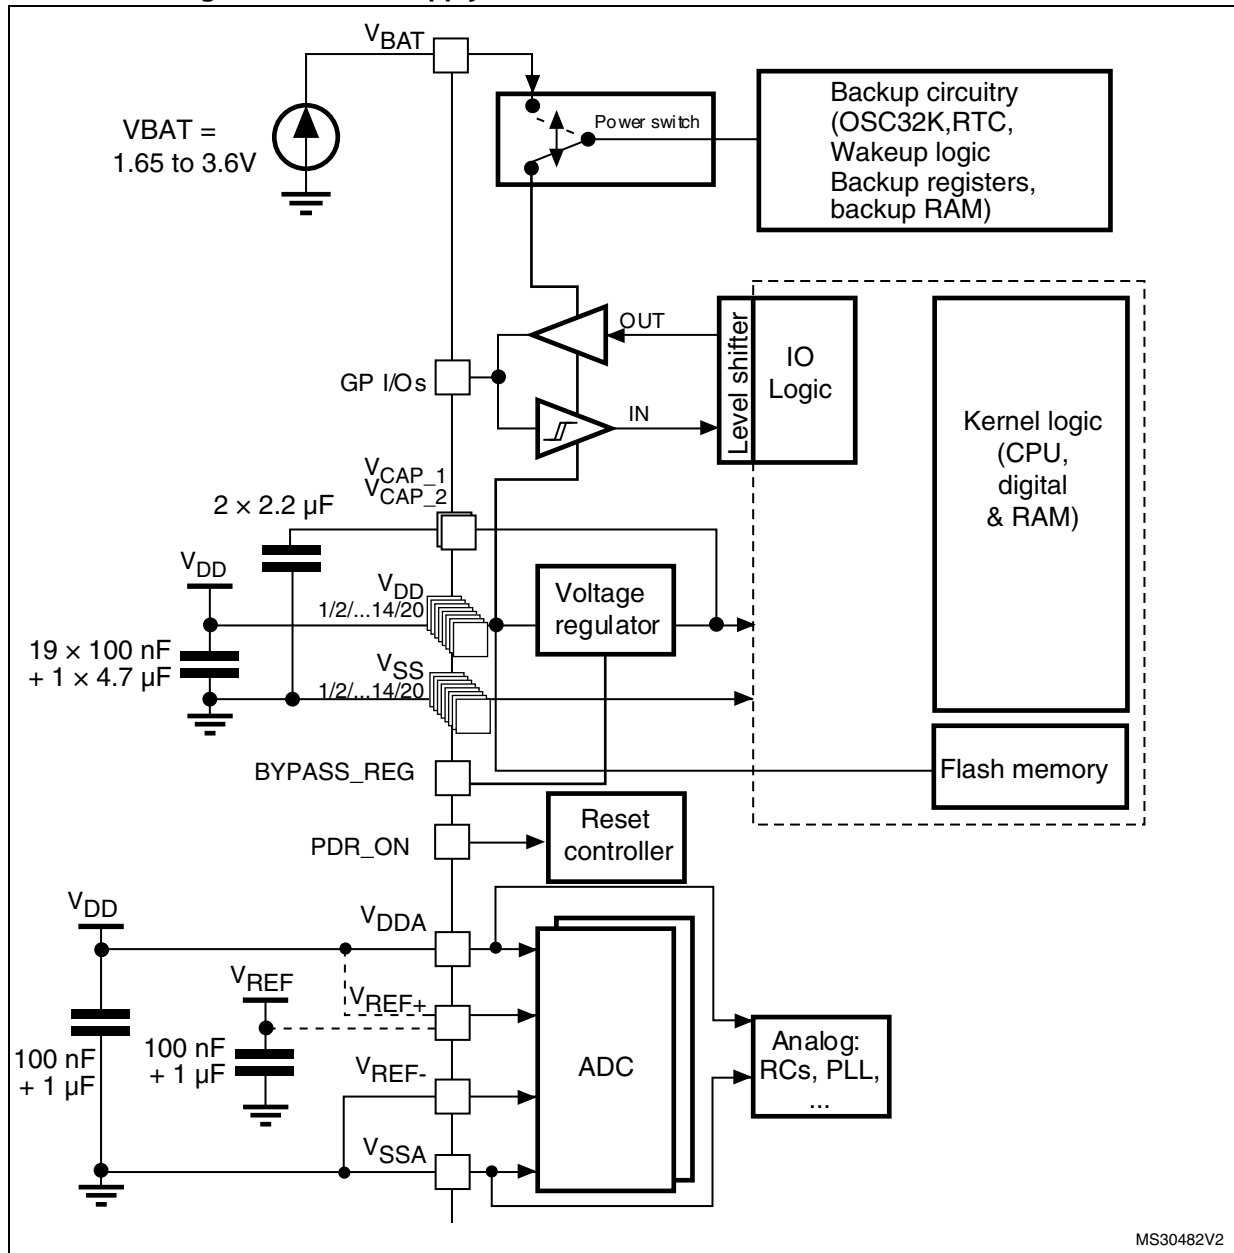 VBAT
VBAT =
1.65 to 3.6V
Power switch
Backup circuitry
(OSC32K,RTC,
Wakeup logic
Backup registers,
backup RAM)
OUT
GP I/Os
IN
Level shifter
IO
Logic
Kernel logic
(CPU,
digital
& RAM)
VCAP_1
VCAP_2
2 × 2.2 µF
VDD
VDD
1/2/...14/20
Voltage
regulator
19 × 100 nF
+ 1 × 4.7 µF
VSS
1/2/...14/20
BYPASS_REG
Flash memory
PDR_ON
Reset
controller
VDD
VDDA
VREF
VREF+
100 nF
+ 1 µF
100 nF
+ 1 µF
VREF-
VSSA
ADC
Analog:
RCs, PLL,
...
MS30482V2